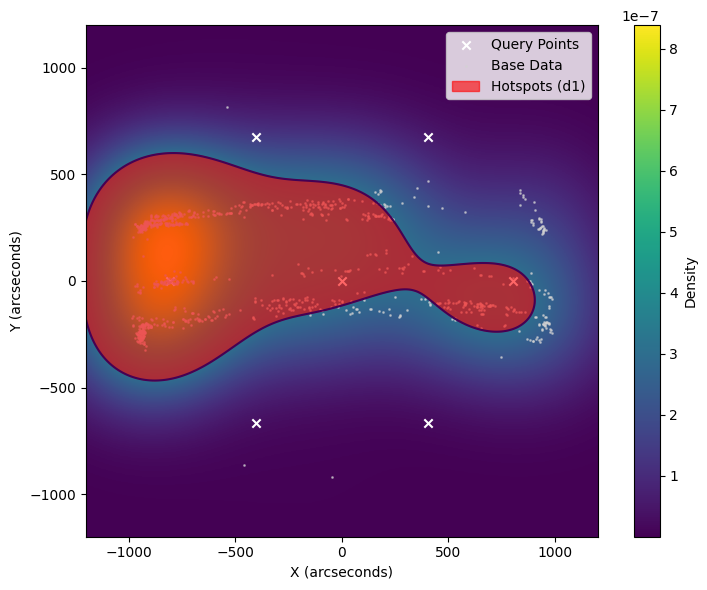 1e−7
Query Points
Base Data
Hotspots (d1)
1000
500
0
−500
−1000
Y (arcseconds)
−1000
−500
0
500
1000
X (arcseconds)
8
7
6
5
4
3
2
1
Density